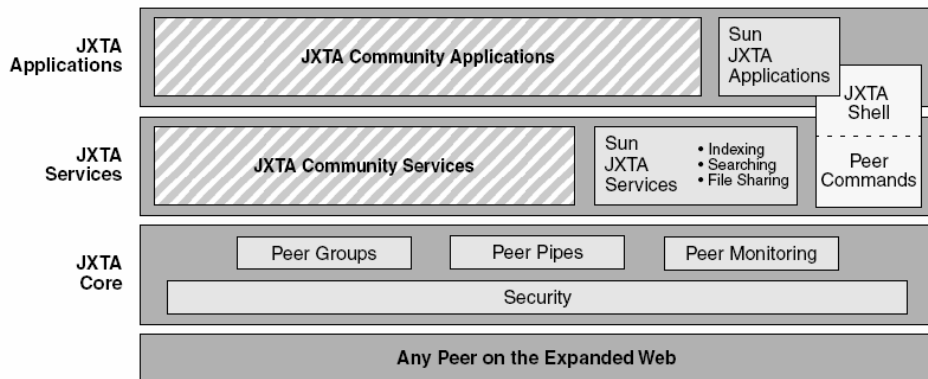 JXTA
Applications
JXTA Community Applications
Sun
JXTA
Applications
JXTA
Shell
JXTA
Services
JXTA Community Services
Sun
JXTA
Services
• Indexing
• Searching
• File Sharing
Peer
Commands
JXTA
Core
Peer Groups
Peer Pipes
Peer Monitoring
Security
Any Peer on the Expanded Web